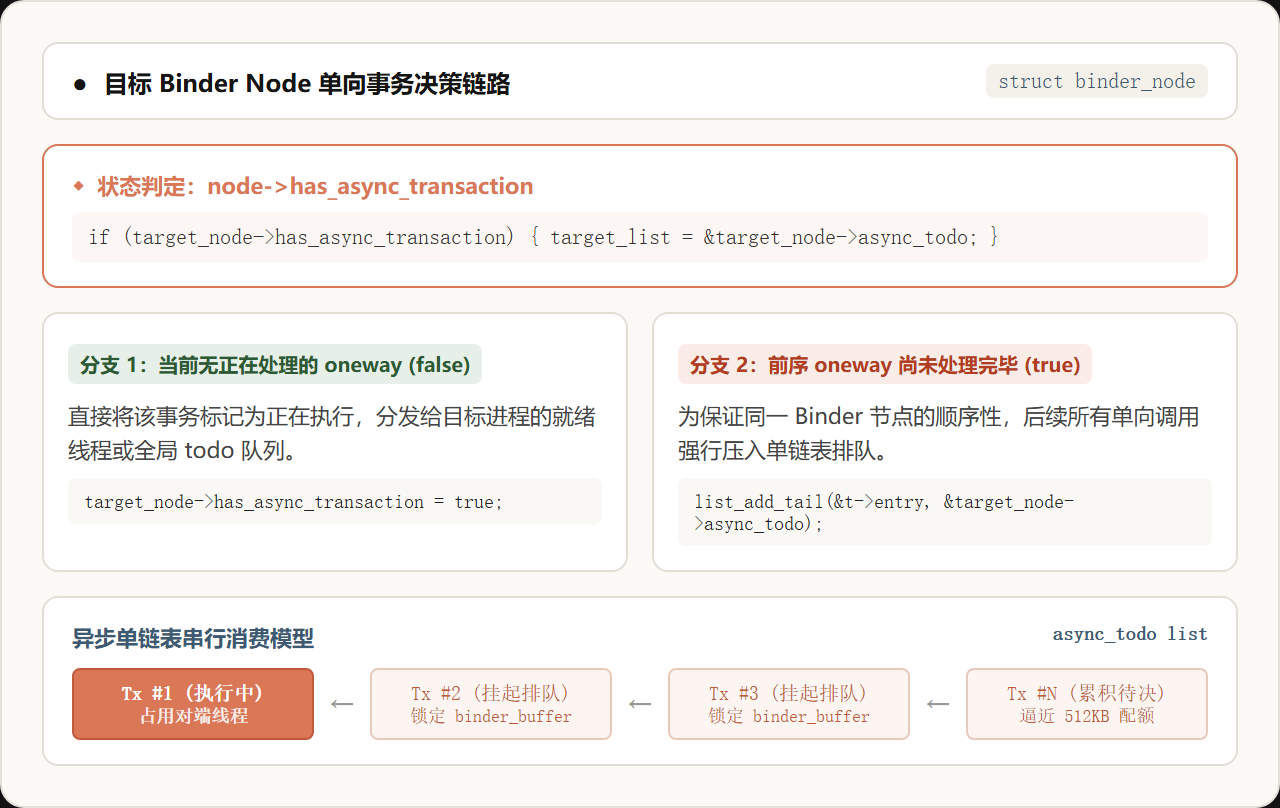 ● 目标 Binder Node 单向事务决策链路
struct binder_node
◆ 状态判定：node->has_async_transaction
if (target_node->has_async_transaction) { target_list = &target_node->async_todo; }
分支 1：当前无正在处理的 oneway (false)
直接将该事务标记为正在执行，分发给目标进程的就绪
线程或全局 todo 队列。
target_node->has_async_transaction = true;
分支 2：前序 oneway 尚未处理完毕 (true)
为保证同一 Binder 节点的顺序性，后续所有单向调用
强行压入单链表排队。
list_add_tail(&t->entry, &target_node-
>async_todo);
异步单链表串行消费模型
async_todo list
Tx #1 (执行中)
占用对端线程
←
Tx #2 (挂起排队)
锁定 binder_buffer
←
Tx #3 (挂起排队)
锁定 binder_buffer
←
Tx #N (累积待决)
逼近 512KB 配额